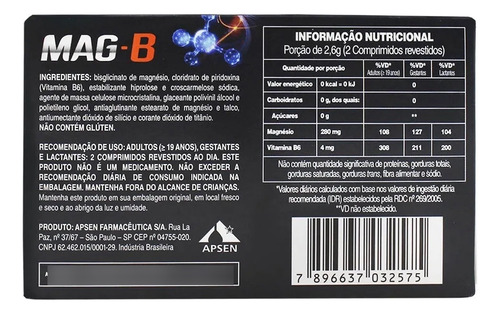 MAG-B
INGREDIENTES: bisglicinato de magnésio, cloridrato de piridoxina
(Vitamina B6), estabilizante hiprolose e croscarmelose sódica,
agente de massa celulose microcristalina, glaceante polivinil álcool e
polietileno glicol, antiaglutinante estearato de magnésio e talco,
antiumectante dióxido de silício e corante dióxido de titânio.
NÃO CONTÉM GLÚTEN.
RECOMENDAÇÃO DE USO: ADULTOS (≥ 19 ANOS), GESTANTES
E LACTANTES: 2 COMPRIMIDOS REVESTIDOS AO DIA. ESTE
PRODUTO NÃO É UM MEDICAMENTO. NÃO EXCEDER A
RECOMENDAÇÃO DIÁRIA DE CONSUMO INDICADA NA
EMBALAGEM. MANTENHA FORA DO ALCANCE DE CRIANÇAS.
Mantenha este produto em sua embalagem original, em local fresco
e seco e ao abrigo da luz e umidade.
PRODUTO: APSEN FARMACÊUTICA S/A. Rua La
Paz, nº 37/67 – São Paulo – SP CEP nº 04755-020.
CNPJ 62.462.015/0001-29. Indústria Brasileira
APSEN
INFORMAÇÃO NUTRICIONAL
Porção de 2,6g (2 Comprimidos revestidos)
Quantidade por porção %VD* Adultos (≥ 19 anos) %VD* Gestantes %VD* Lactantes
Valor energético 0 kcal = 0 kJ 0
Carboidratos 0 g, dos quais: 0
Açúcares 0 g **
Magnésio 280 mg 108 127 104
Vitamina B6 4 mg 308 211 200
Não contém quantidade significativa de proteínas, gorduras totais,
gorduras saturadas, gorduras trans, fibra alimentar e sódio.
*Valores diários calculados com base nos valores de ingestão diária
recomendada (IDR) estabelecidos pela RDC nº 269/2005.
**VD não estabelecido.
7 896637 032575